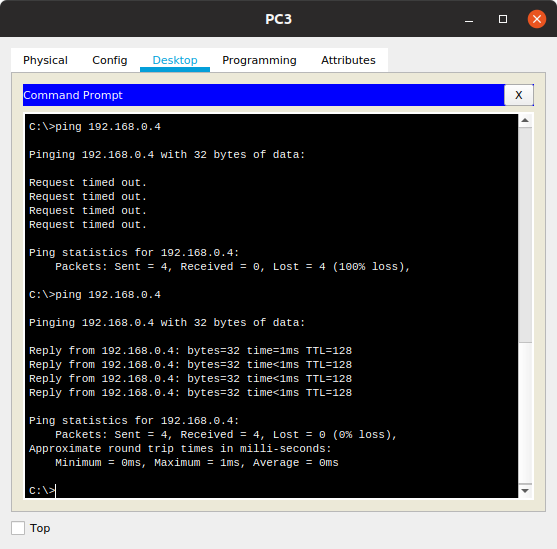 PC3
Physical Config Desktop Programming Attributes
Command Prompt X
C:\>ping 192.168.0.4
Pinging 192.168.0.4 with 32 bytes of data:
Request timed out.
Request timed out.
Request timed out.
Request timed out.
Ping statistics for 192.168.0.4:
Packets: Sent = 4, Received = 0, Lost = 4 (100% loss),
C:\>ping 192.168.0.4
Pinging 192.168.0.4 with 32 bytes of data:
Reply from 192.168.0.4: bytes=32 time=1ms TTL=128
Reply from 192.168.0.4: bytes=32 time<1ms TTL=128
Reply from 192.168.0.4: bytes=32 time<1ms TTL=128
Reply from 192.168.0.4: bytes=32 time<1ms TTL=128
Ping statistics for 192.168.0.4:
Packets: Sent = 4, Received = 4, Lost = 0 (0% loss),
Approximate round trip times in milli-seconds:
Minimum = 0ms, Maximum = 1ms, Average = 0ms
C:\>
Top